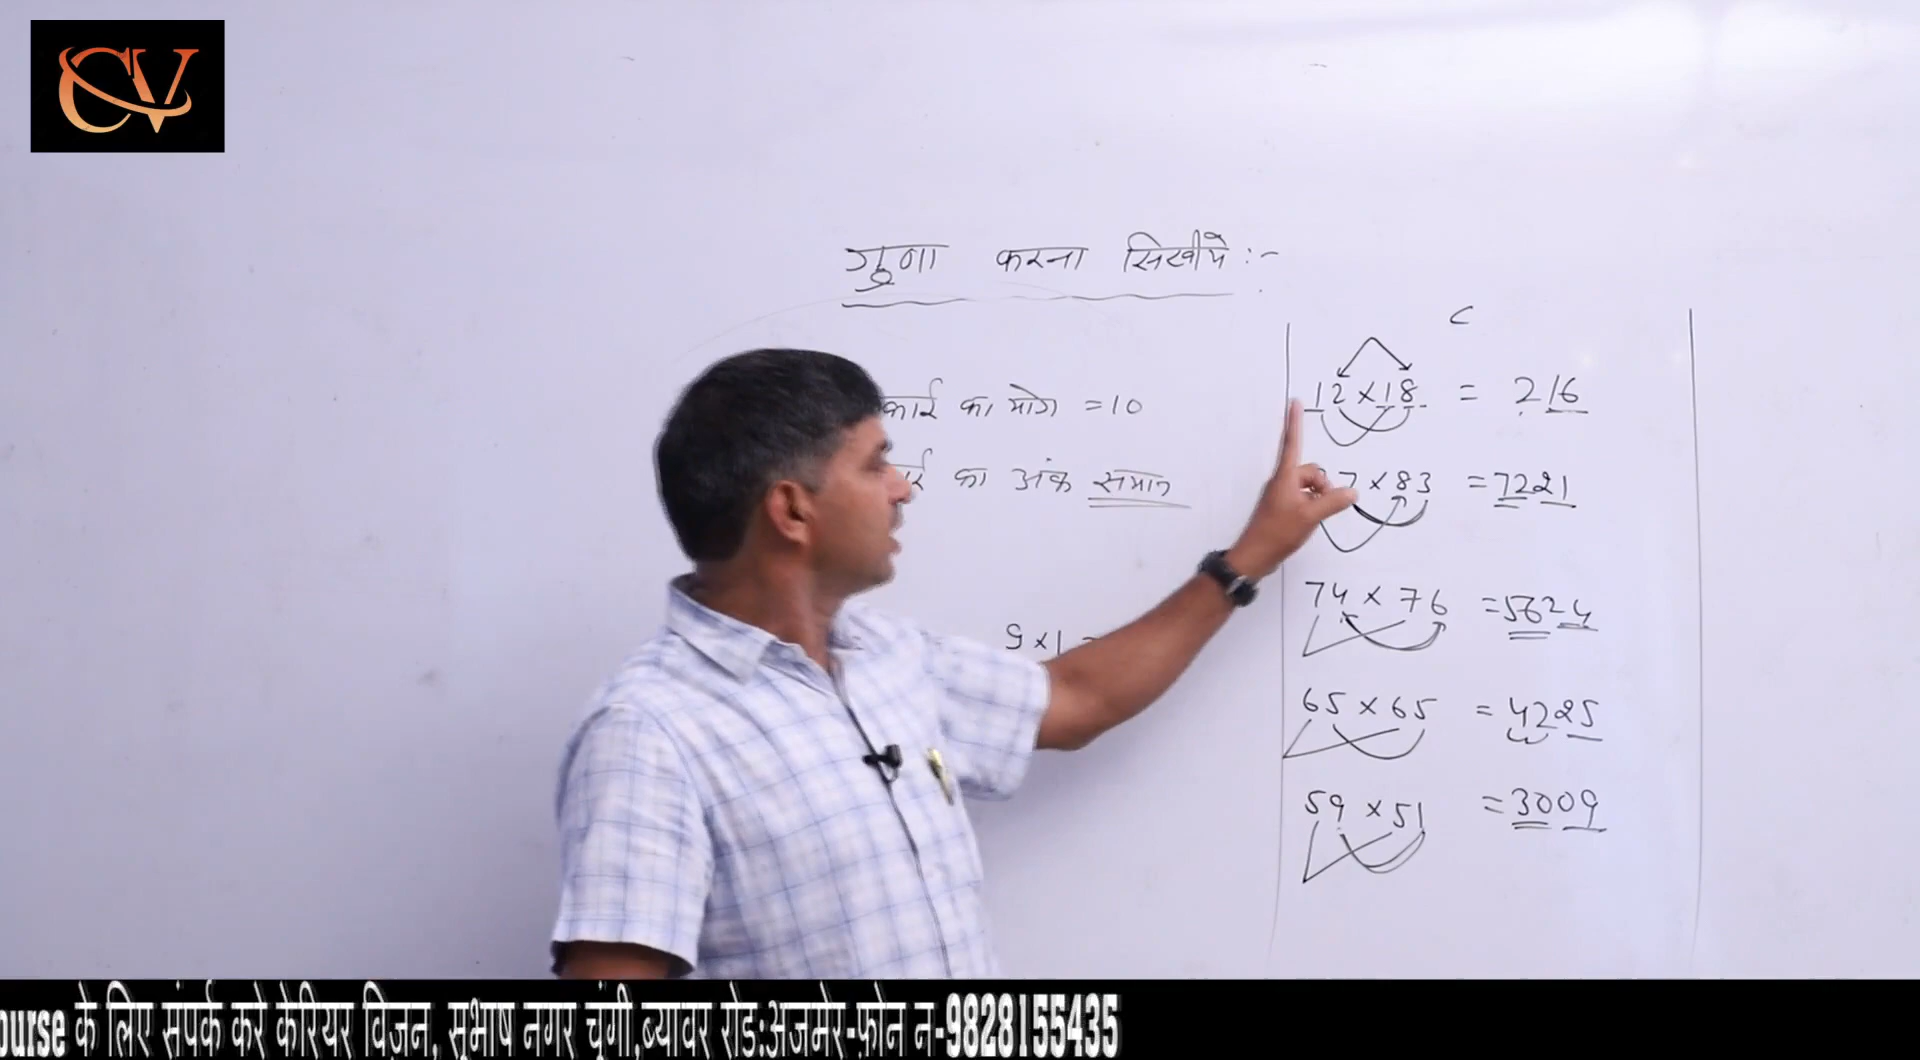 CV
गुणा करना सिखीये :-
C
का योग = 10
12 × 18 = 216
का अंक समान
7 × 83 = 7221
74 × 76 = 5624
9 × 1 =
65 × 65 = 4225
59 × 51 = 3009
के लिए संपर्क करे केरियर विज़न, सुभाष नगर चूंगी,ब्यावर रोड:अजमेर-फ़ोन न-9828155435